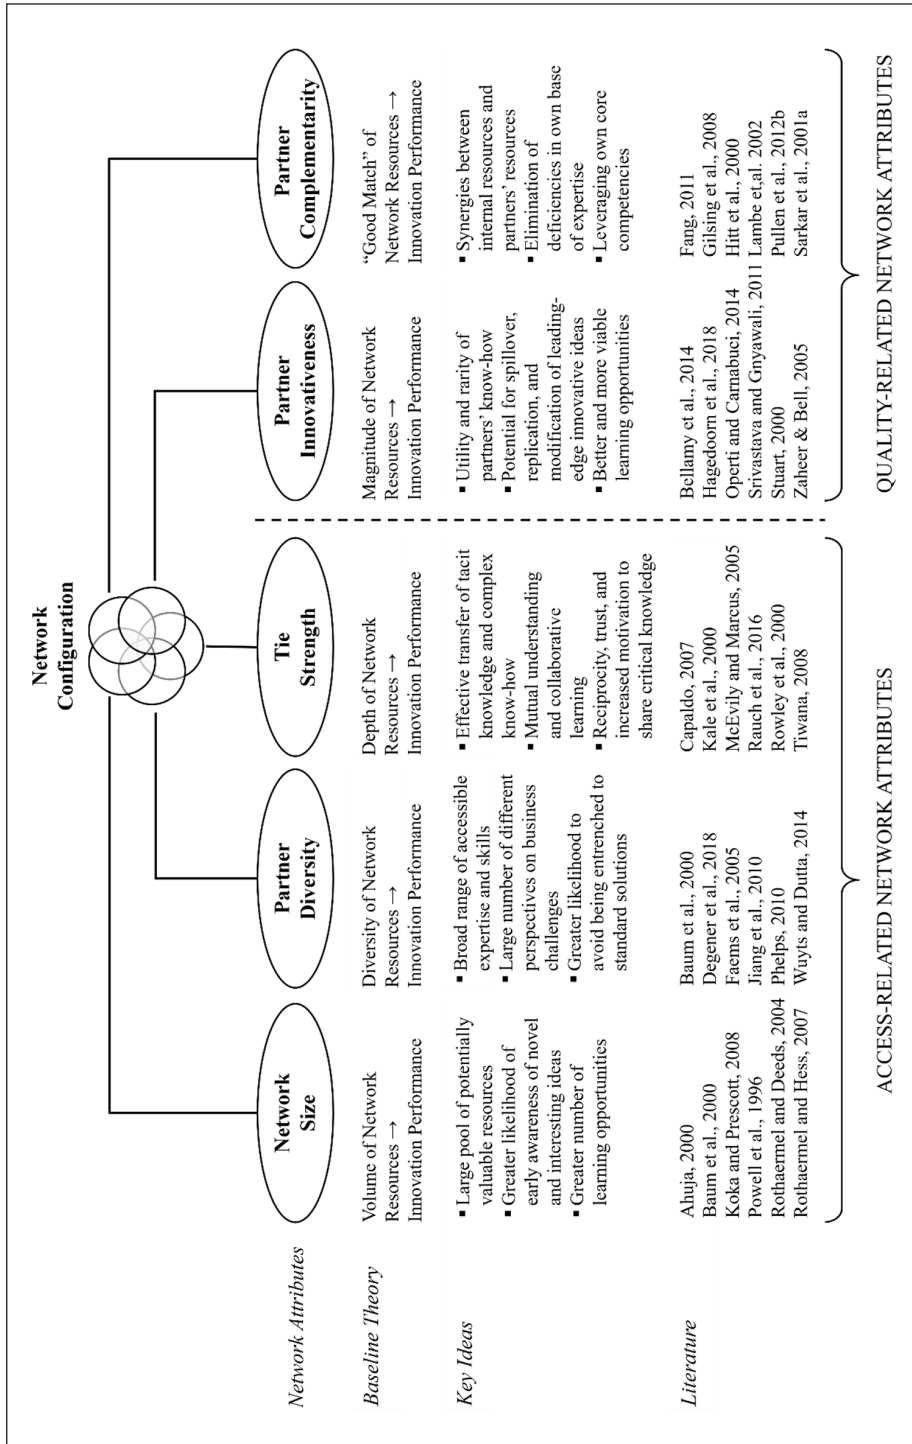 Network
Configuration
Network Attributes
Network
Size
Partner
Diversity
Tie
Strength
Partner
Innovativeness
Partner
Complementarity
Baseline Theory
Volume of Network
Resources →
Innovation Performance
Diversity of Network
Resources →
Innovation Performance
Depth of Network
Resources →
Innovation Performance
Magnitude of Network
Resources →
Innovation Performance
“Good Match” of
Network Resources →
Innovation Performance
Key Ideas
▪ Large pool of potentially
valuable resources
▪ Greater likelihood of
early awareness of novel
and interesting ideas
▪ Greater number of
learning opportunities
▪ Broad range of accessible
expertise and skills
▪ Large number of different
perspectives on business
challenges
▪ Greater likelihood to
avoid being entrenched to
standard solutions
▪ Effective transfer of tacit
knowledge and complex
know-how
▪ Mutual understanding
and collaborative
learning
▪ Reciprocity, trust, and
increased motivation to
share critical knowledge
▪ Utility and rarity of
partners’ know-how
▪ Potential for spillover,
replication, and
modification of leading-
edge innovative ideas
▪ Better and more viable
learning opportunities
▪ Synergies between
internal resources and
partners’ resources
▪ Elimination of
deficiencies in own base
of expertise
▪ Leveraging own core
competencies
Literature
Ahuja, 2000
Baum et al., 2000
Koka and Prescott, 2008
Powell et al., 1996
Rothaermel and Deeds, 2004
Rothaermel and Hess, 2007
Baum et al., 2000
Degener et al., 2018
Faems et al., 2005
Jiang et al., 2010
Phelps, 2010
Wuyts and Dutta, 2014
Capaldo, 2007
Kale et al., 2000
McEvily and Marcus, 2005
Rauch et al., 2016
Rowley et al., 2000
Tiwana, 2008
Bellamy et al., 2014
Hagedoorn et al., 2018
Operti and Carnabuci, 2014
Srivastava and Gnyawali, 2011
Stuart, 2000
Zaheer & Bell, 2005
Fang, 2011
Gilsing et al., 2008
Hitt et al., 2000
Lambe et,al. 2002
Pullen et al., 2012b
Sarkar et al., 2001a
ACCESS-RELATED NETWORK ATTRIBUTES
QUALITY-RELATED NETWORK ATTRIBUTES